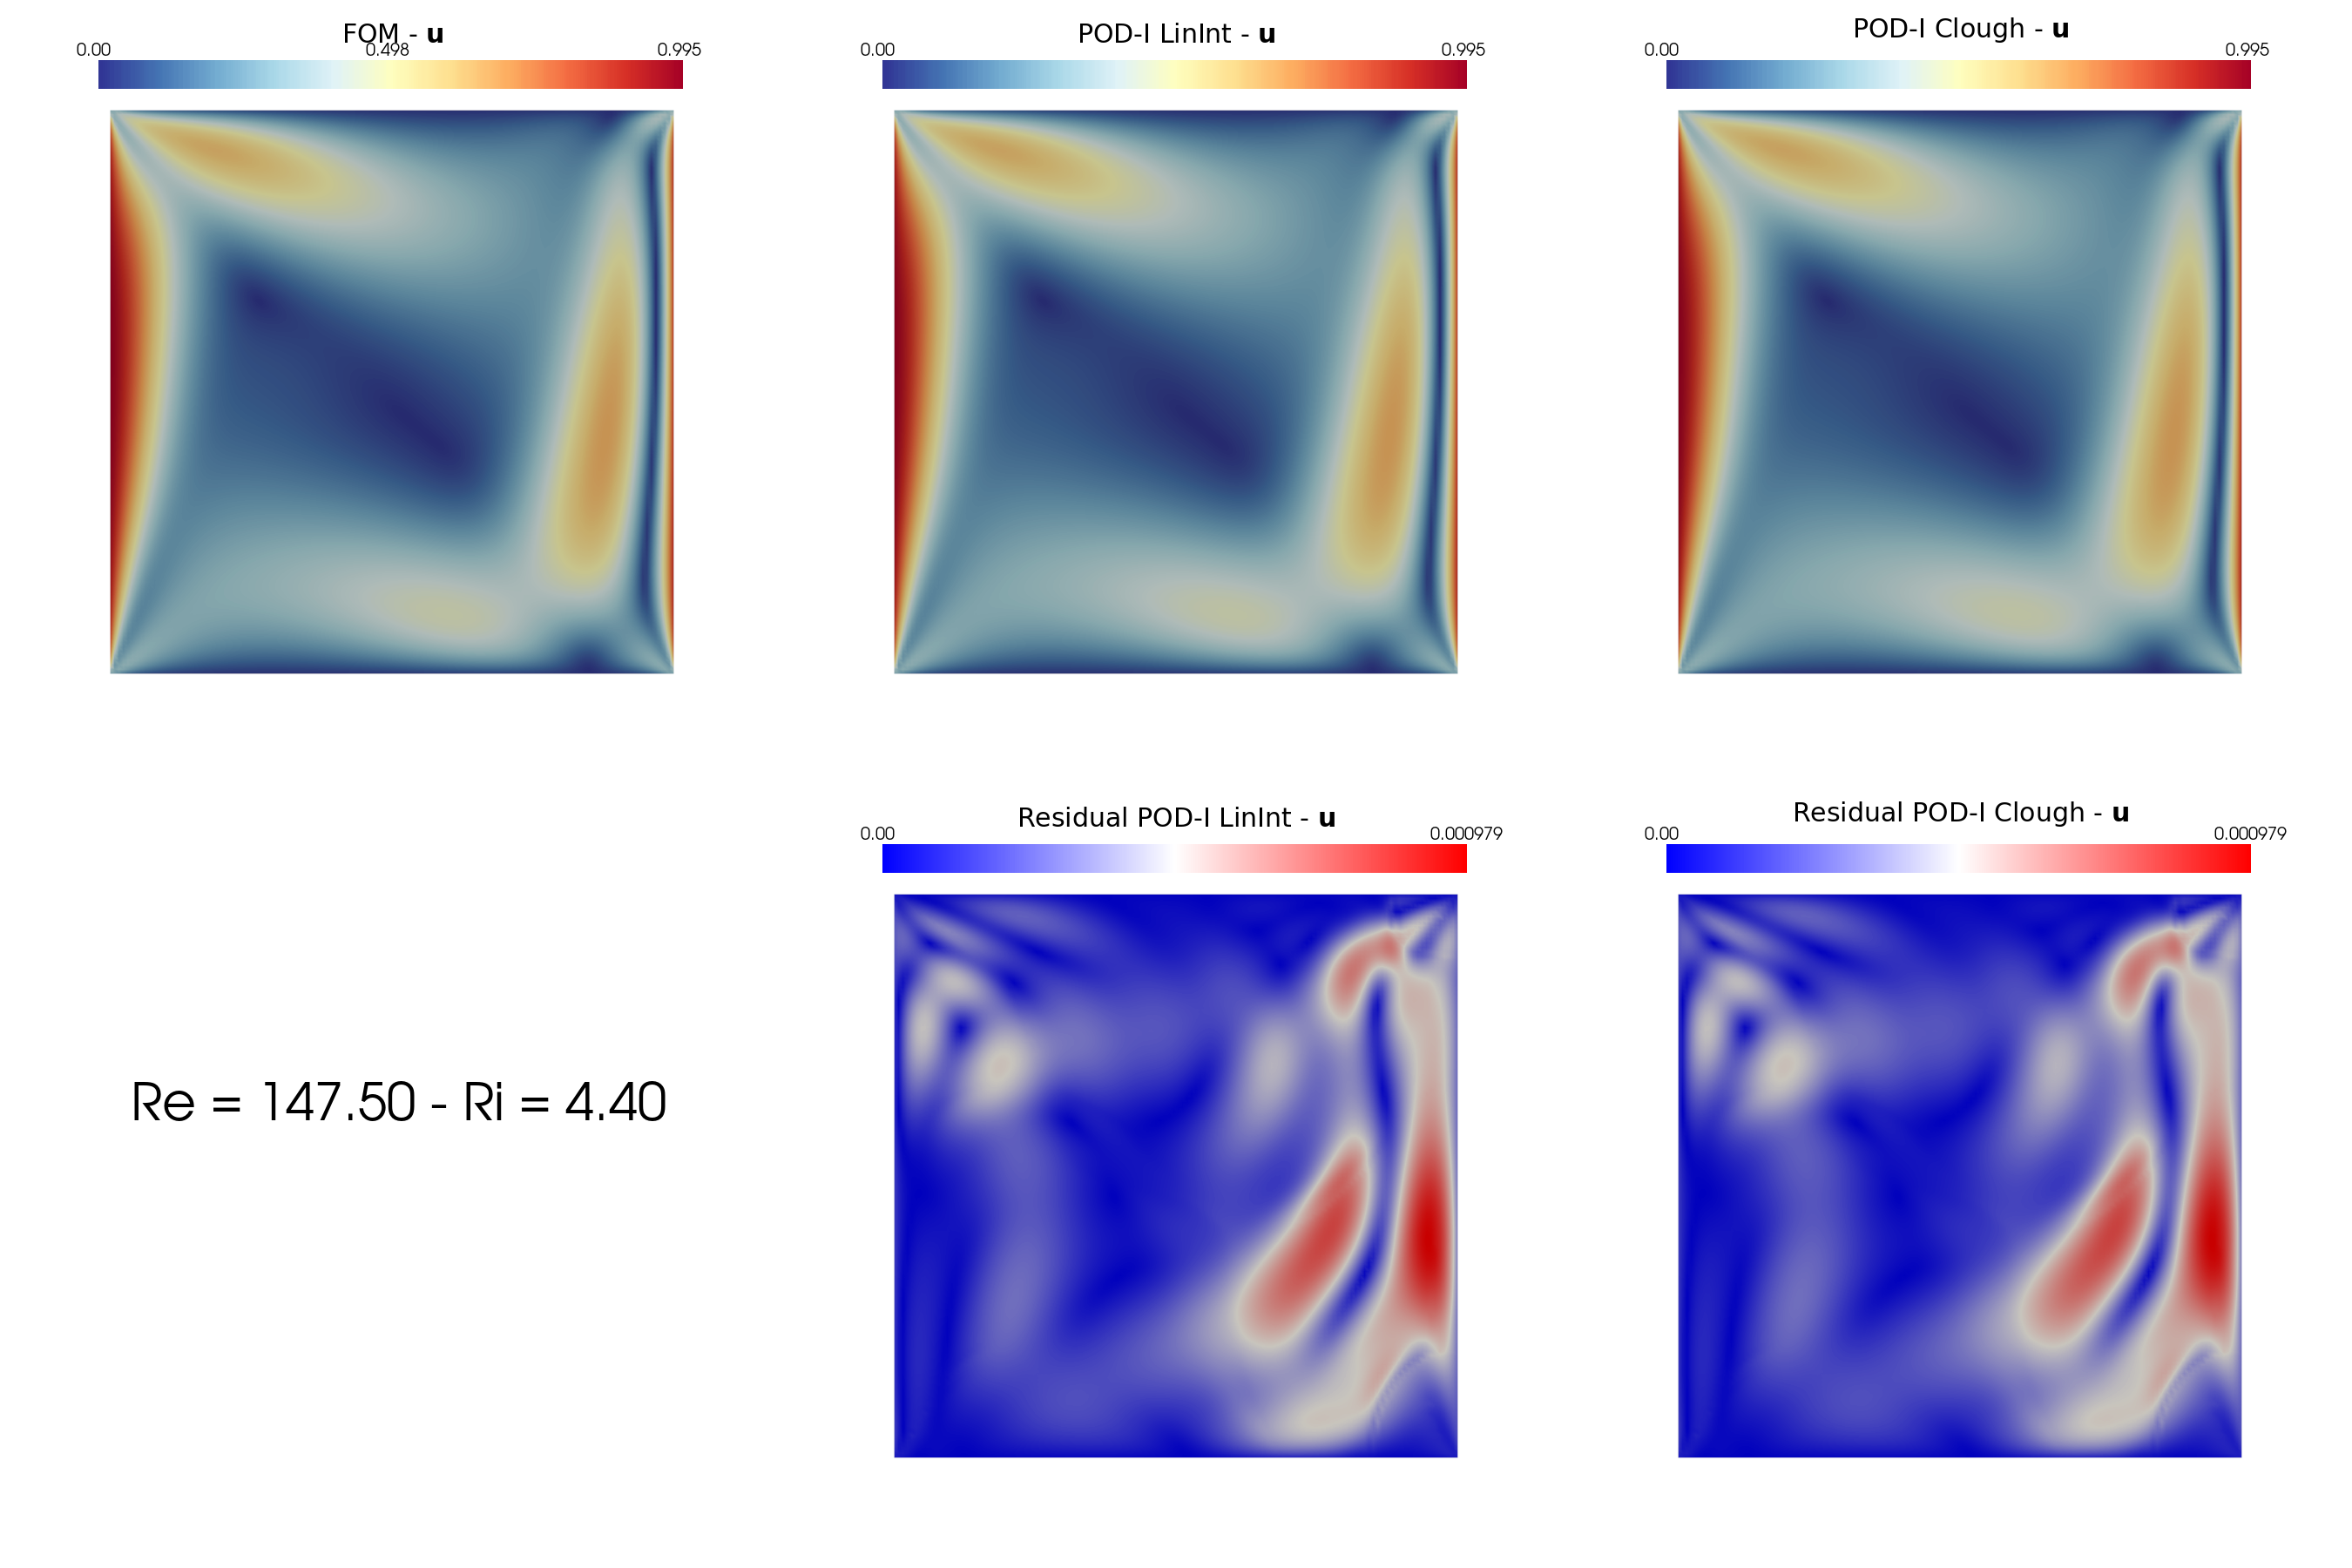 FOM - u
0.00 0.498 0.995
POD-I LinInt - u
0.00 0.995
POD-I Clough - u
0.00 0.995
Residual POD-I LinInt - u
0.00 0.000979
Residual POD-I Clough - u
0.00 0.000979
Re = 147.50 - Ri = 4.40